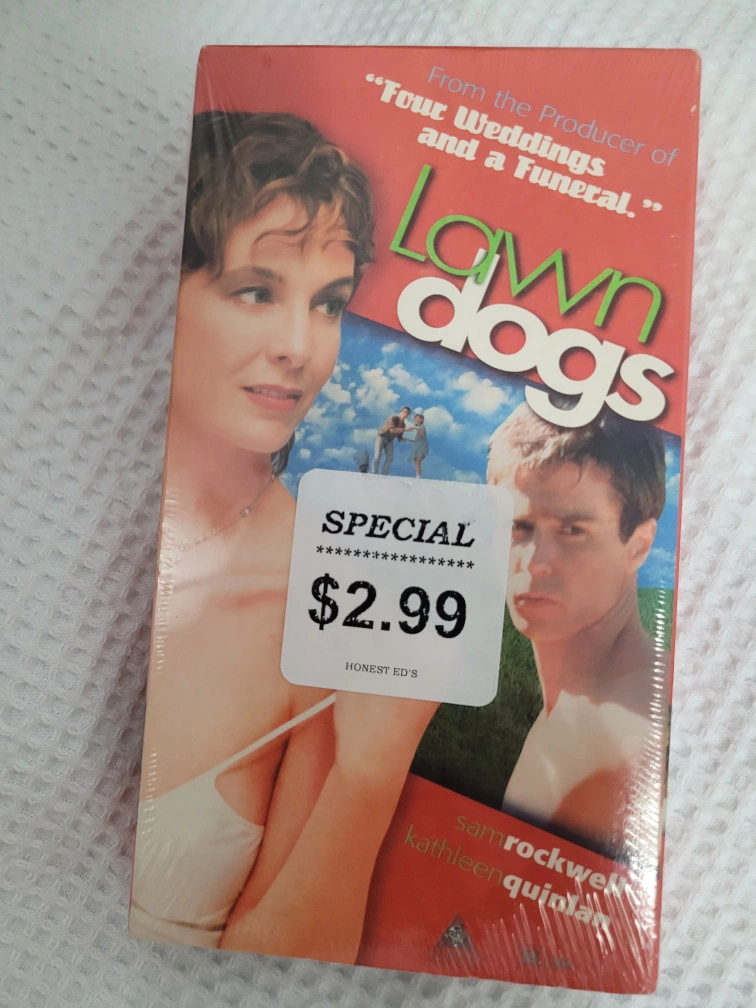 From the Producer of
“Four Weddings
and a Funeral.”
Lawn
dogs
SPECIAL
*****************
$2.99
HONEST ED'S
samrockwell
kathleenquinlan